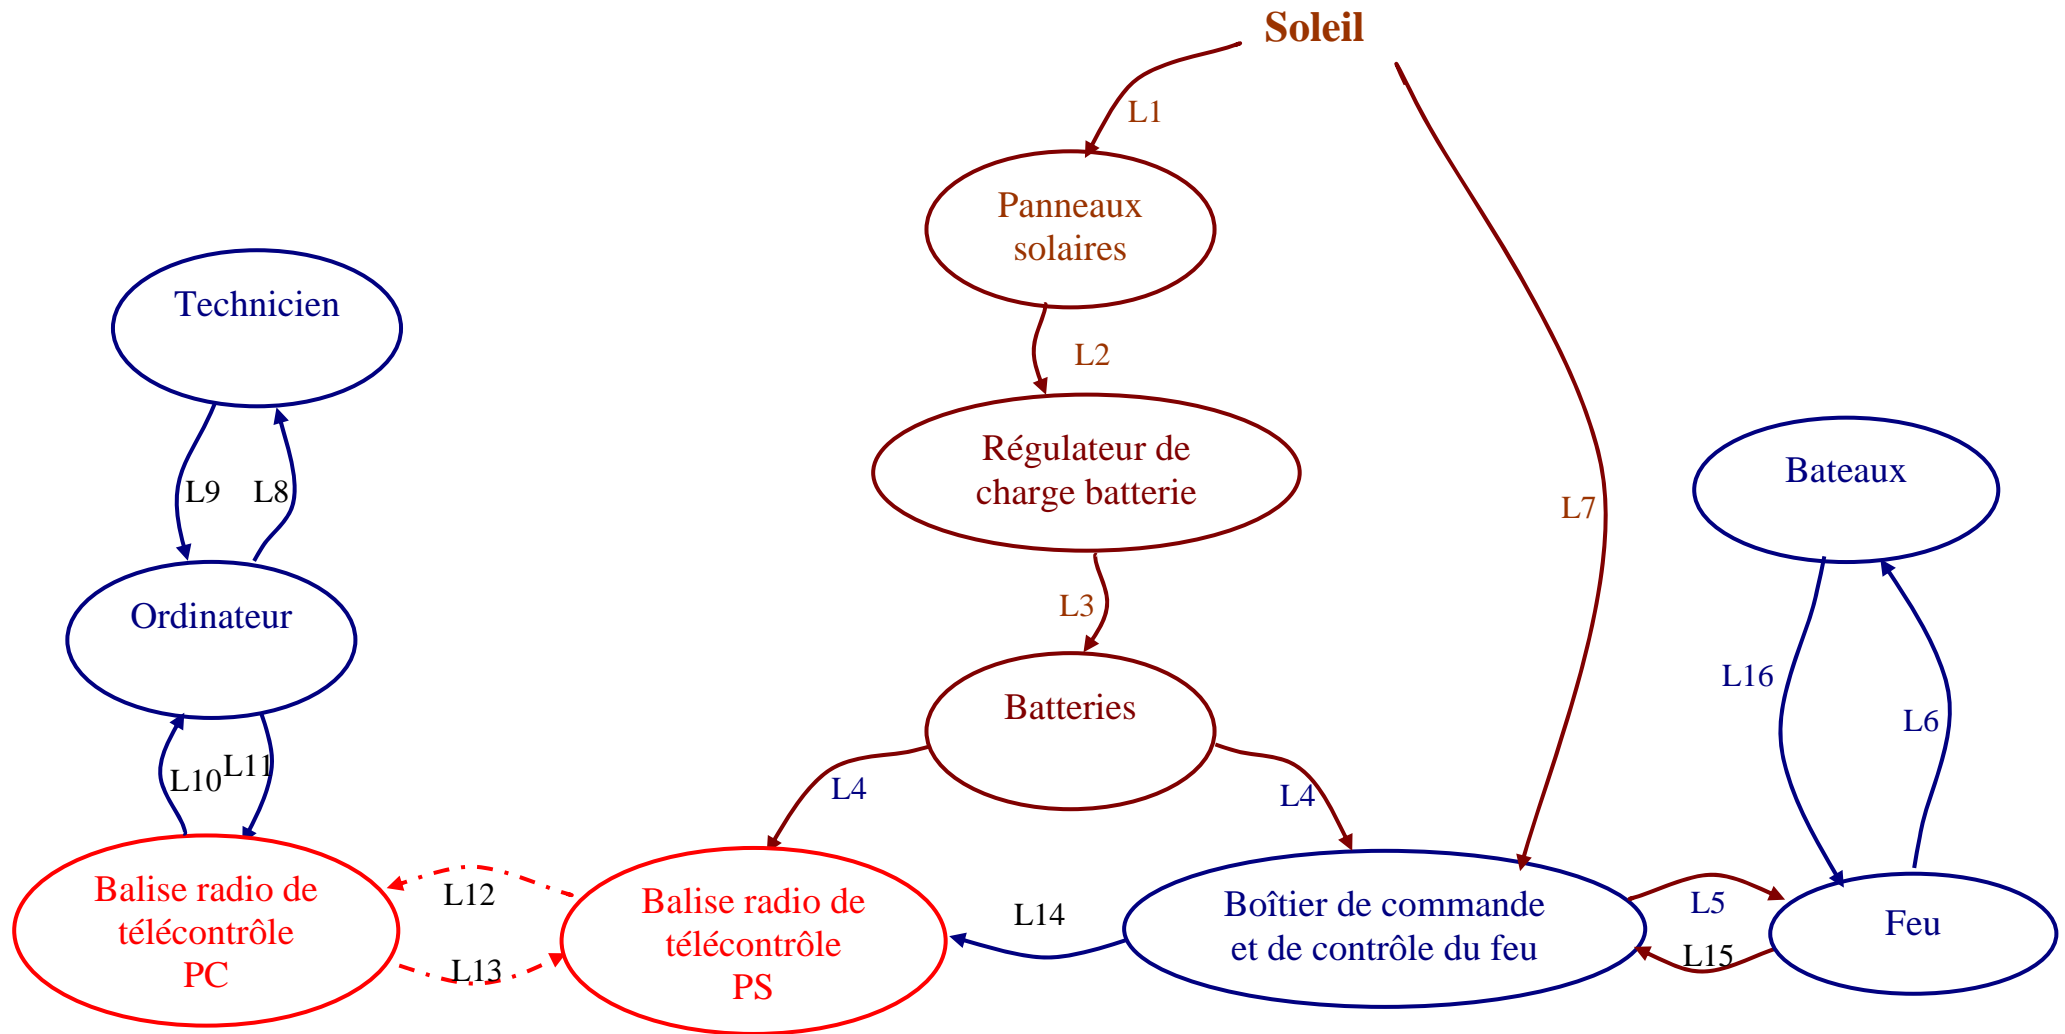 Soleil
L1
Panneaux
solaires
Technicien
L2
Régulateur de
charge batterie
Bateaux
L9
L8
L7
Ordinateur
L3
L16
Batteries
L6
L10
L11
L4
L4
Balise radio de
télécontrôle
PC
L12
L13
Balise radio de
télécontrôle
PS
L14
Boîtier de commande
et de contrôle du feu
L5
L15
Feu